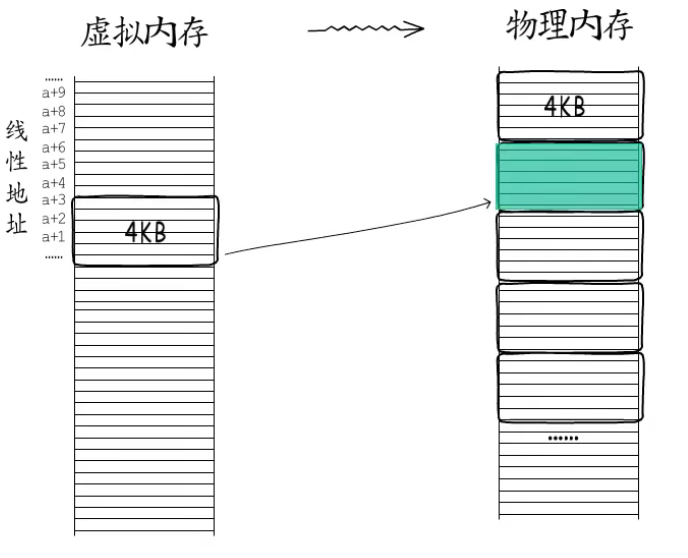 虚拟内存
物理内存
线性地址
......
a+9
a+8
a+7
a+6
a+5
a+4
a+3
a+2
a+1
......
4KB
4KB
......